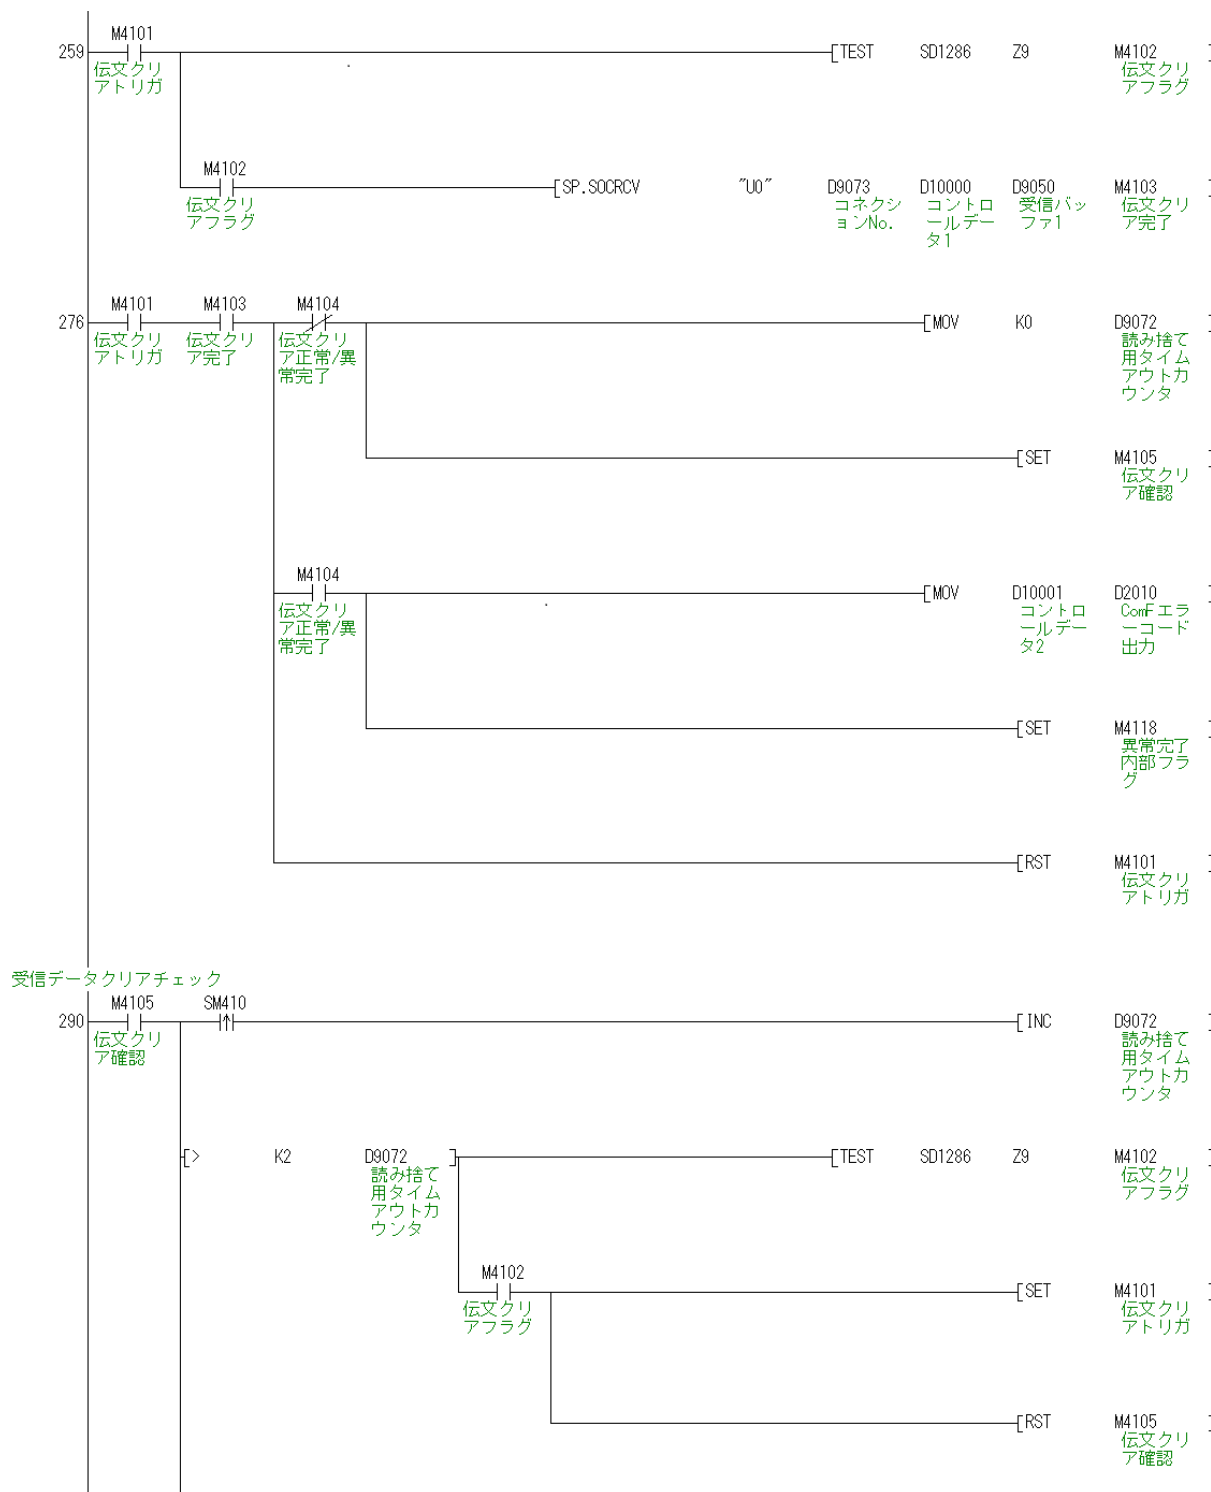 M4101
259 [TEST SD1286 Z9 M4102 ]
伝文クリ 伝文クリ
アトリガ アフラグ
M4102
[SP.SOCRCV "U0" D9073 D10000 D9050 M4103 ]
伝文クリ コネクシ コントロ 受信バッ 伝文クリ
アフラグ ョンNo. ールデー ファ1 ア完了
タ1
M4101 M4103 M4104
276 [MOV K0 D9072 ]
伝文クリ 伝文クリ 伝文クリ 読み捨て
アトリガ ア完了 ア正常/異 用タイム
常完了 アウトカ
ウンタ
[SET M4105 ]
伝文クリ
ア確認
M4104
[MOV D10001 D2010 ]
伝文クリ コントロ ComFエラ
ア正常/異 ールデー ーコード
常完了 タ2 出力
[SET M4118 ]
異常完了
内部フラ
グ
[RST M4101 ]
伝文クリ
アトリガ
受信データクリアチェック
M4105 SM410
290 [INC D9072 ]
伝文クリ 読み捨て
ア確認 用タイム
アウトカ
ウンタ
[> K2 D9072 ] [TEST SD1286 Z9 M4102 ]
読み捨て 伝文クリ
用タイム アフラグ
アウトカ
ウンタ
M4102
[SET M4101 ]
伝文クリ 伝文クリ
アフラグ アトリガ
[RST M4105 ]
伝文クリ
ア確認